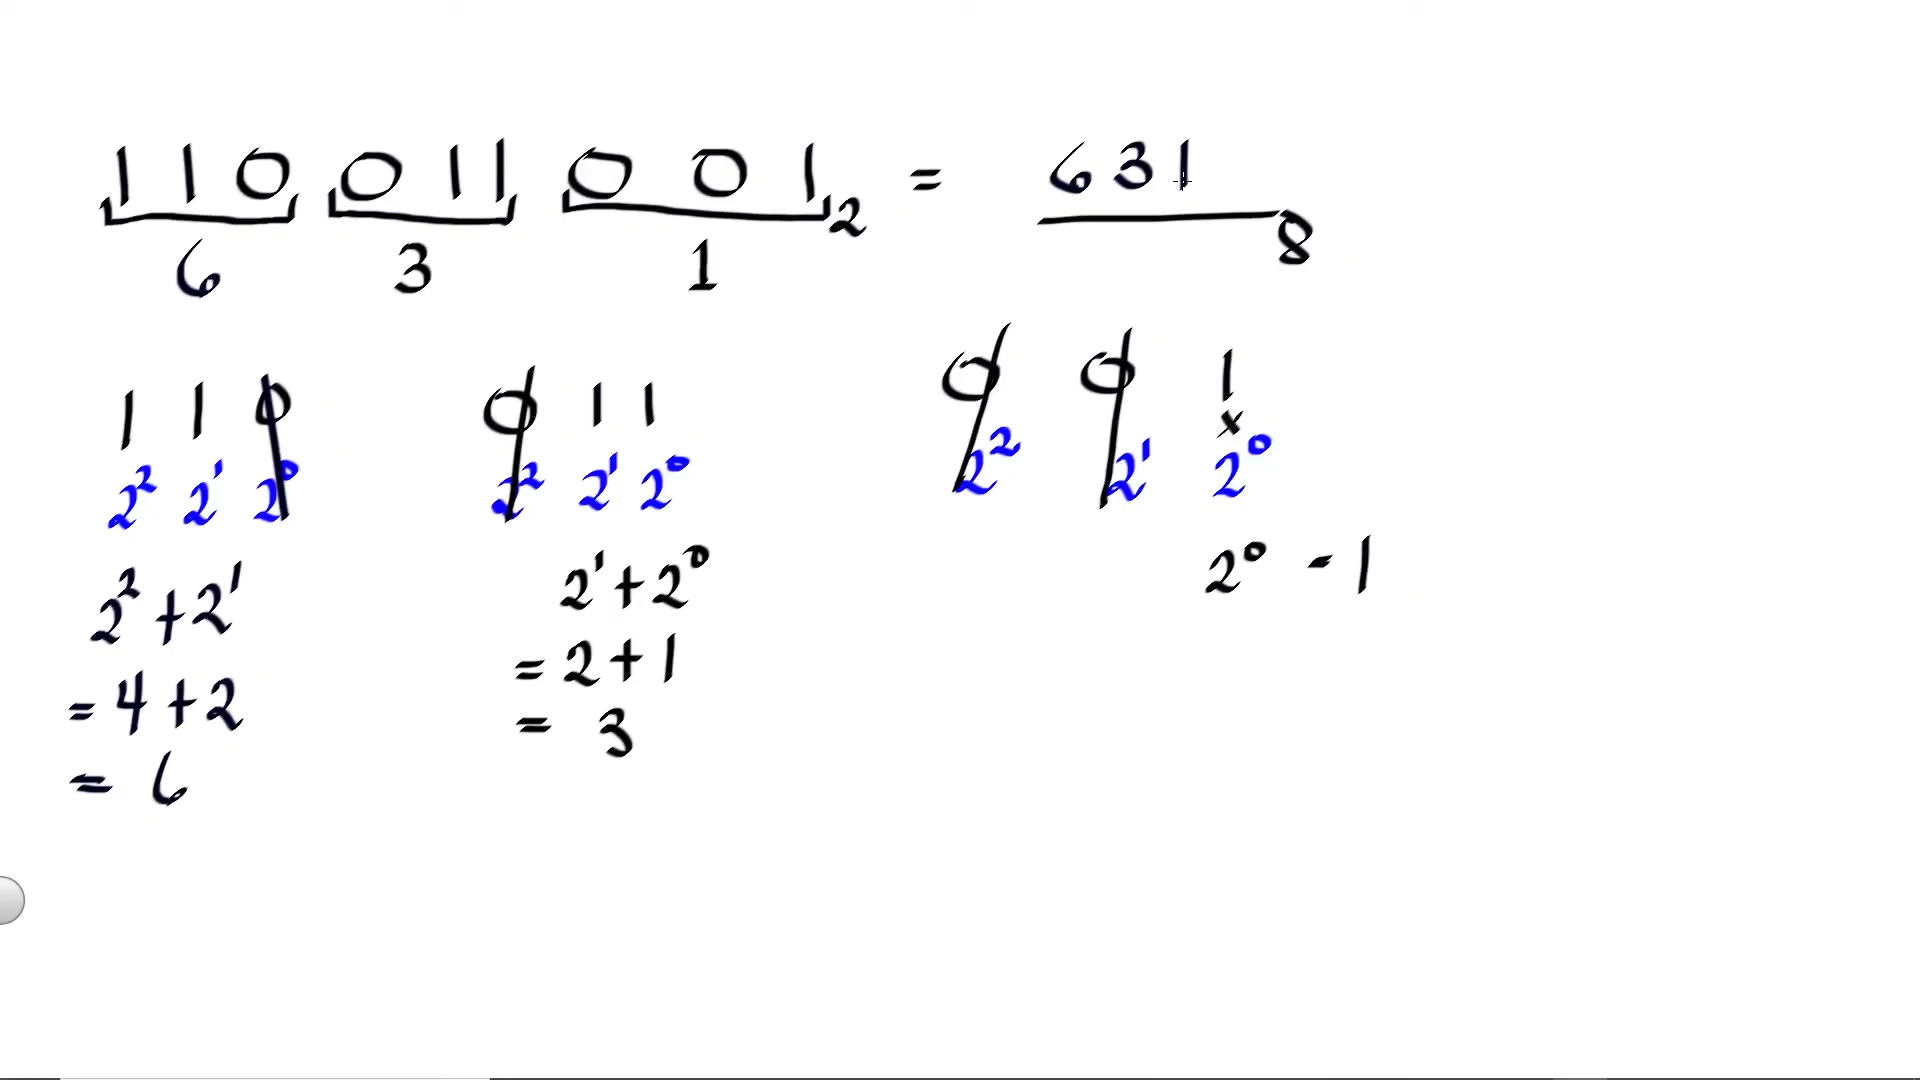 110 011 001₂ = 631₈
6 3 1
1 1 0 0 1 1 0 0 1
×
2² 2¹ 2⁰ 2² 2¹ 2⁰ 2² 2¹ 2⁰
2² + 2¹ 2¹ + 2⁰ 2⁰ - 1
= 4 + 2 = 2 + 1
= 6 = 3